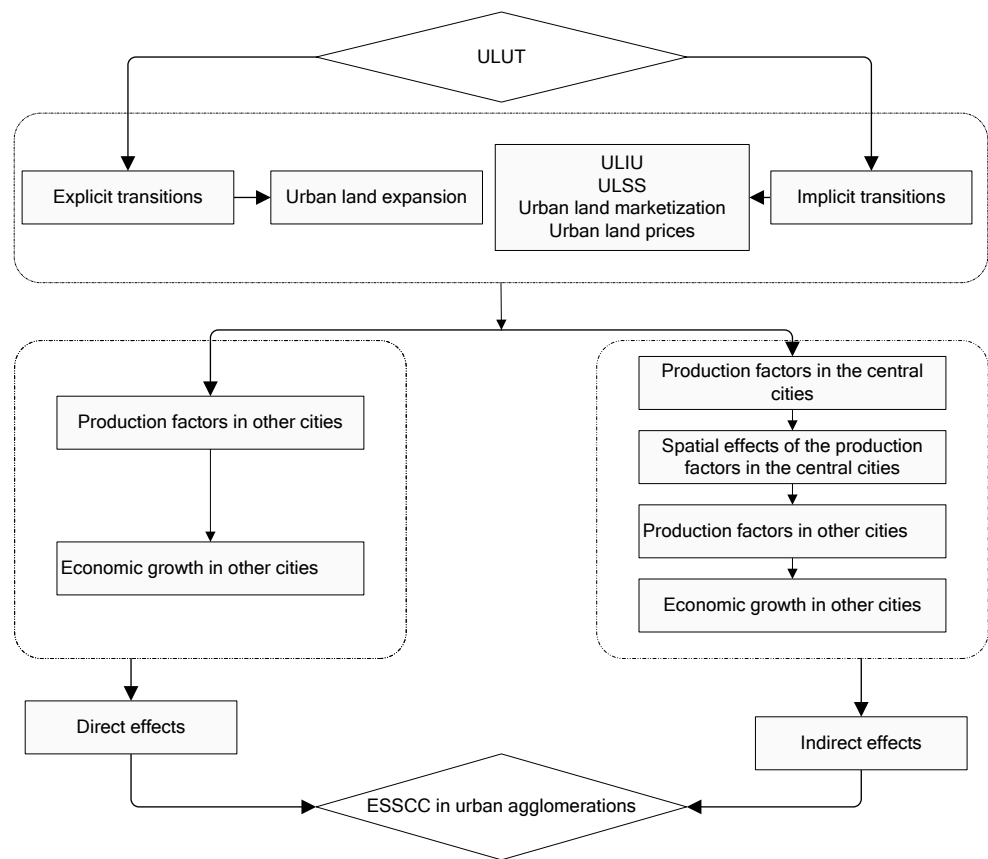 ULUT
Explicit transitions
Urban land expansion
ULIU
ULSS
Urban land marketization
Urban land prices
Implicit transitions
Production factors in other cities
Economic growth in other cities
Production factors in the central
cities
Spatial effects of the production
factors in the central cities
Production factors in other cities
Economic growth in other cities
Direct effects
Indirect effects
ESSCC in urban agglomerations